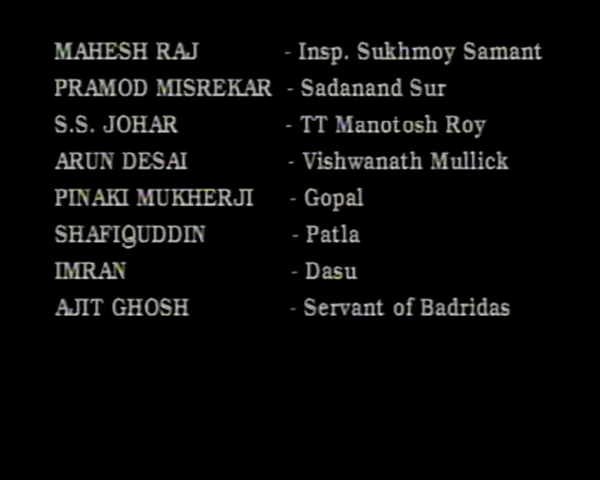 MAHESH RAJ - Insp. Sukhmoy Samant
PRAMOD MISREKAR - Sadanand Sur
S.S. JOHAR - TT Manotosh Roy
ARUN DESAI - Vishwanath Mullick
PINAKI MUKHERJI - Gopal
SHAFIQUDDIN - Patla
IMRAN - Dasu
AJIT GHOSH - Servant of Badridas